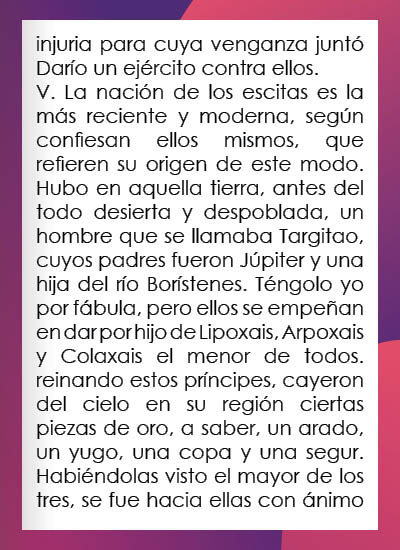 injuria para cuya venganza juntó
Darío un ejército contra ellos.
V. La nación de los escitas es la
más reciente y moderna, según
confiesan ellos mismos, que
refieren su origen de este modo.
Hubo en aquella tierra, antes del
todo desierta y despoblada, un
hombre que se llamaba Targitao,
cuyos padres fueron Júpiter y una
hija del río Borístenes. Téngolo yo
por fábula, pero ellos se empeñan
en dar por hijo de Lipoxais, Arpoxais
y Colaxais el menor de todos.
reinando estos príncipes, cayeron
del cielo en su región ciertas
piezas de oro, a saber, un arado,
un yugo, una copa y una segur.
Habiéndolas visto el mayor de los
tres, se fue hacia ellas con ánimo